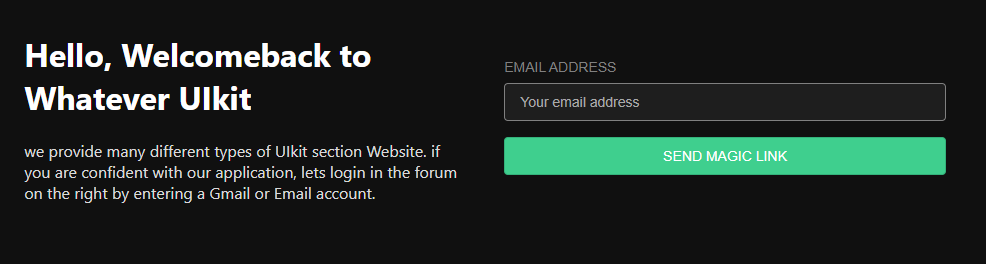 Hello, Welcomeback to
Whatever UIkit
we provide many different types of UIkit section Website. if
you are confident with our application, lets login in the forum
on the right by entering a Gmail or Email account.
EMAIL ADDRESS
Your email address
SEND MAGIC LINK